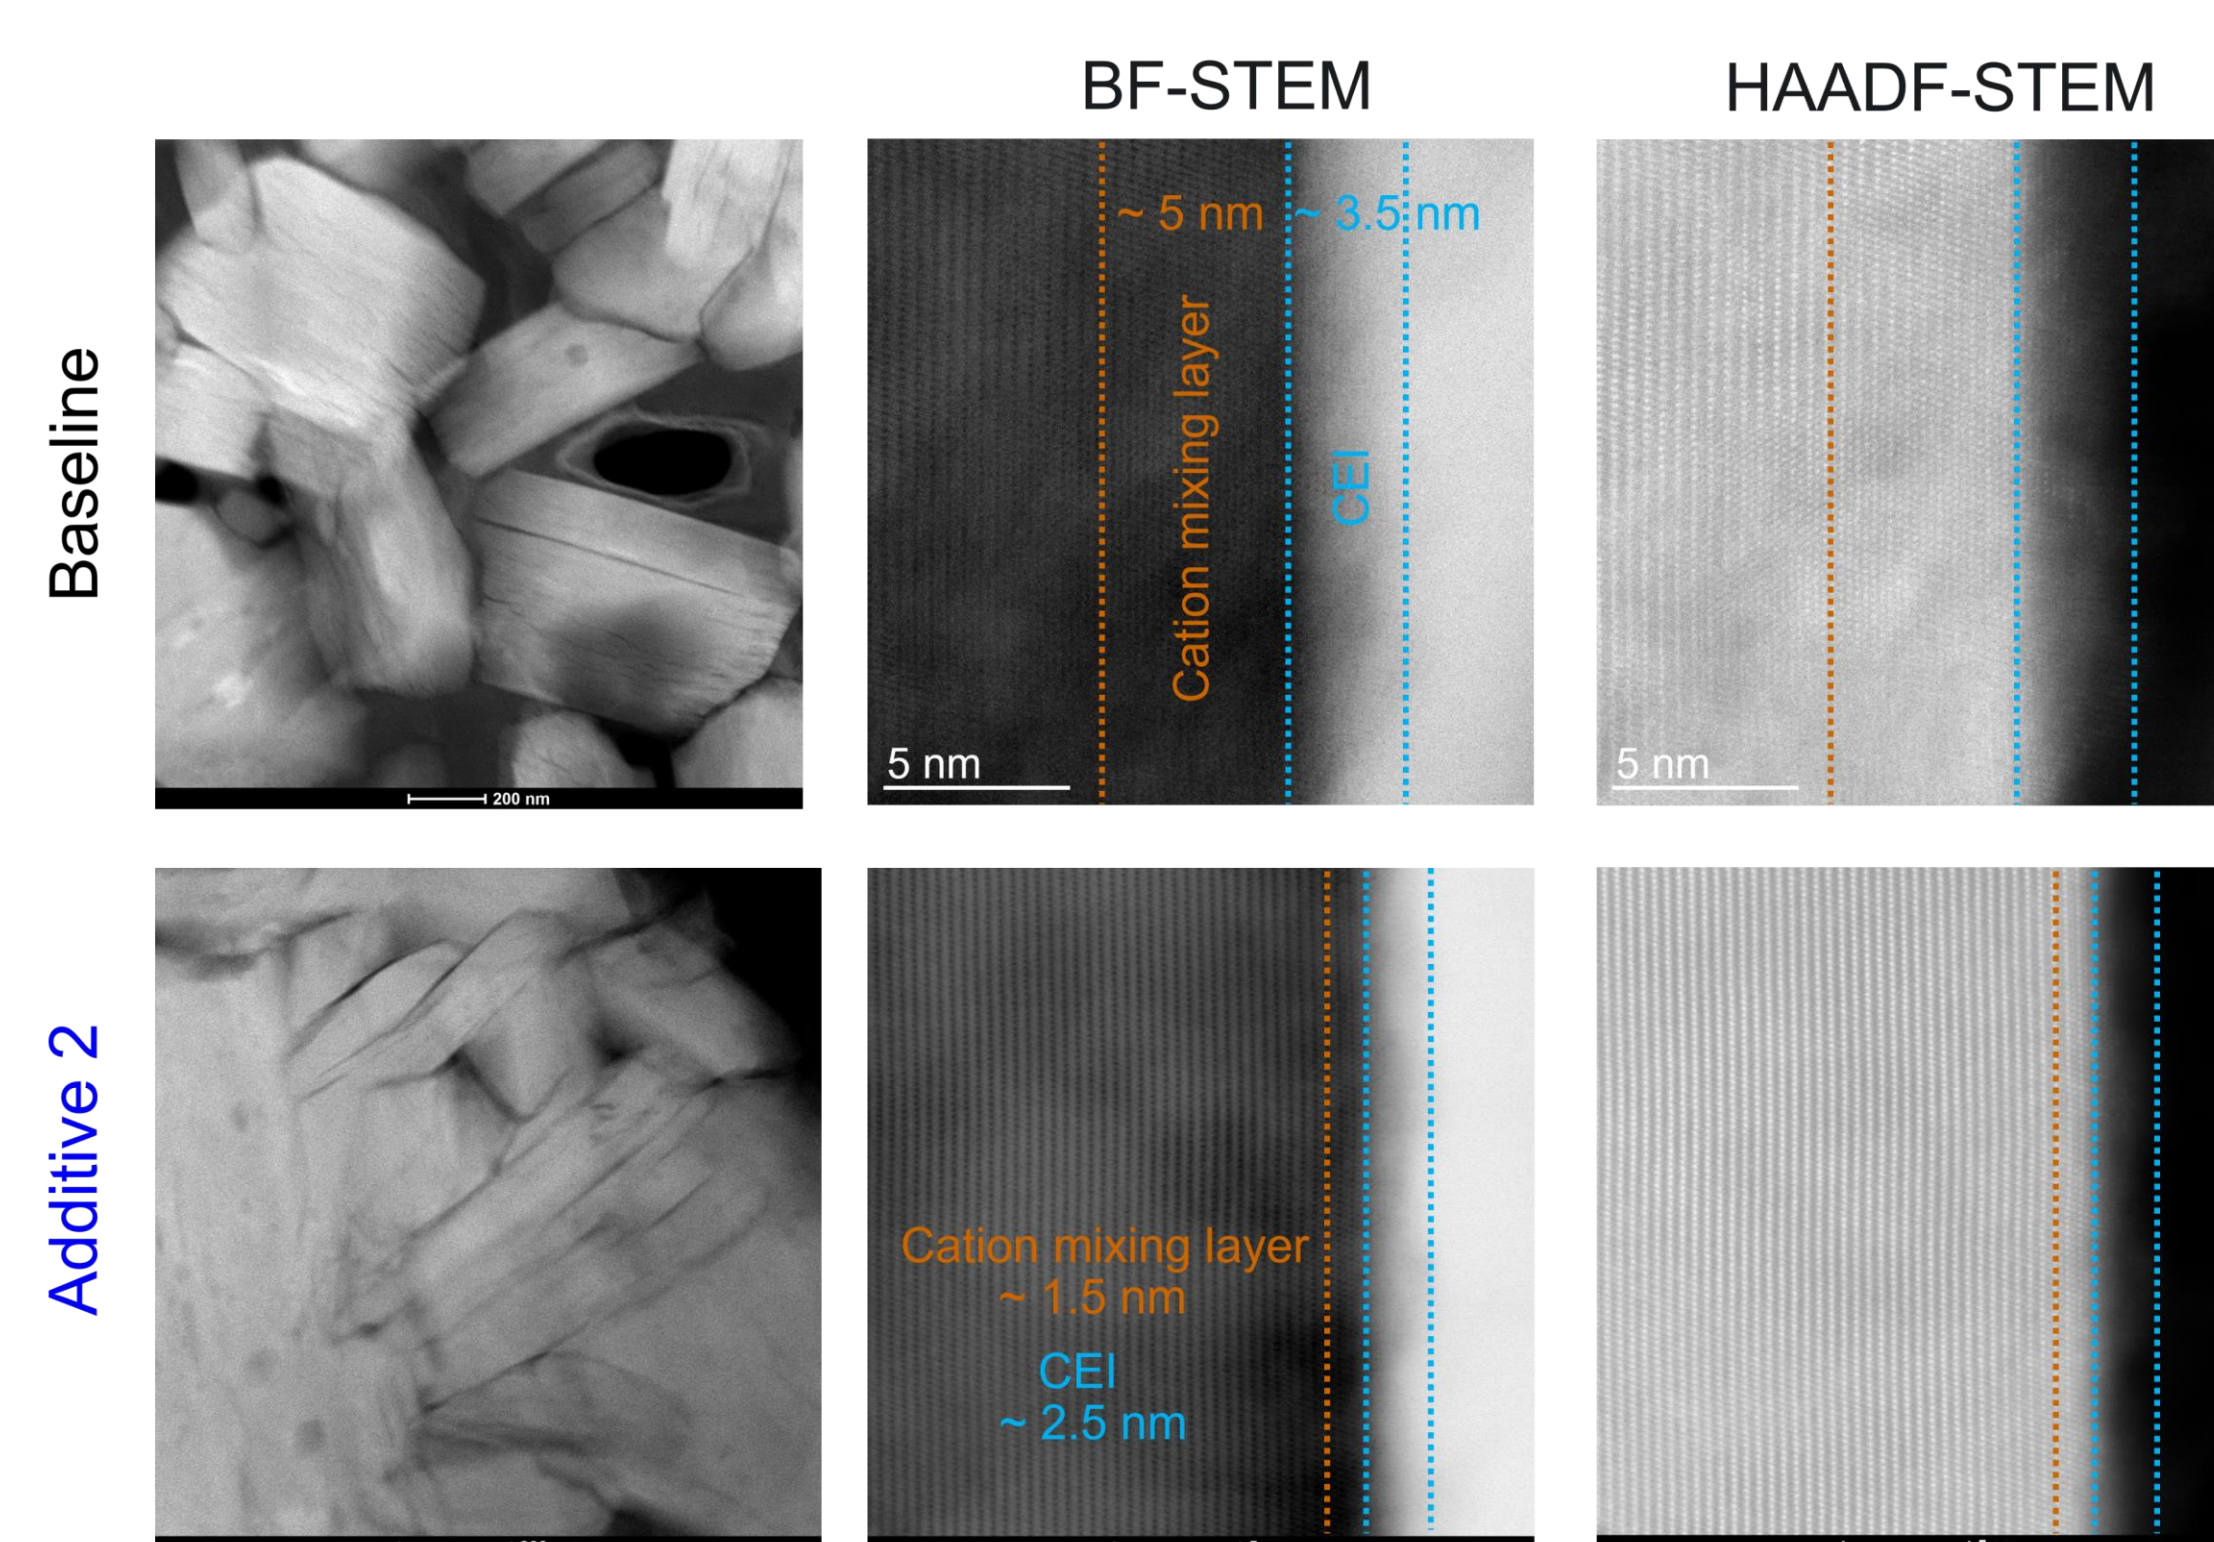 BF-STEM
HAADF-STEM
Baseline
~ 5 nm
~ 3.5 nm
Cation mixing layer
CEI
5 nm
5 nm
200 nm
Additive 2
Cation mixing layer
~ 1.5 nm
CEI
~ 2.5 nm